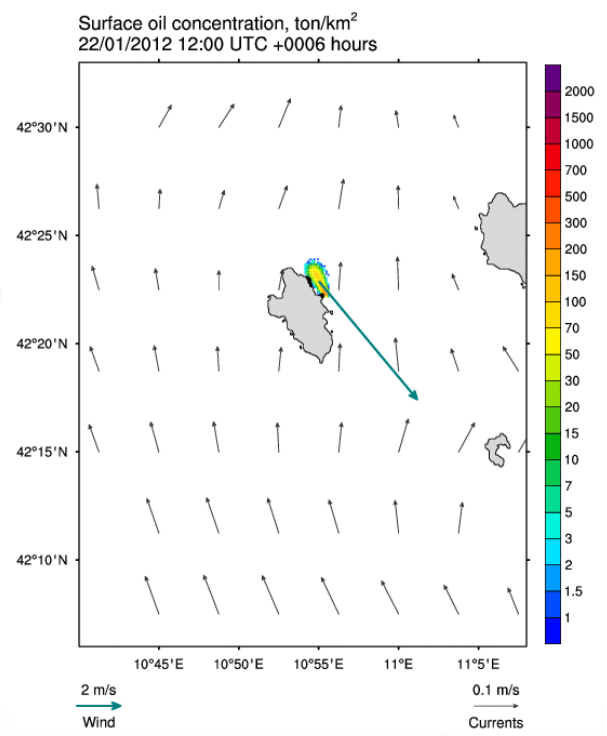 Surface oil concentration, ton/km²
22/01/2012 12:00 UTC +0006 hours
42°30'N
42°25'N
42°20'N
42°15'N
42°10'N
10°45'E 10°50'E 10°55'E 11°E 11°5'E
2000
1500
1000
700
500
300
200
150
100
70
50
30
20
15
10
7
5
3
2
1.5
1
2 m/s
Wind
0.1 m/s
Currents